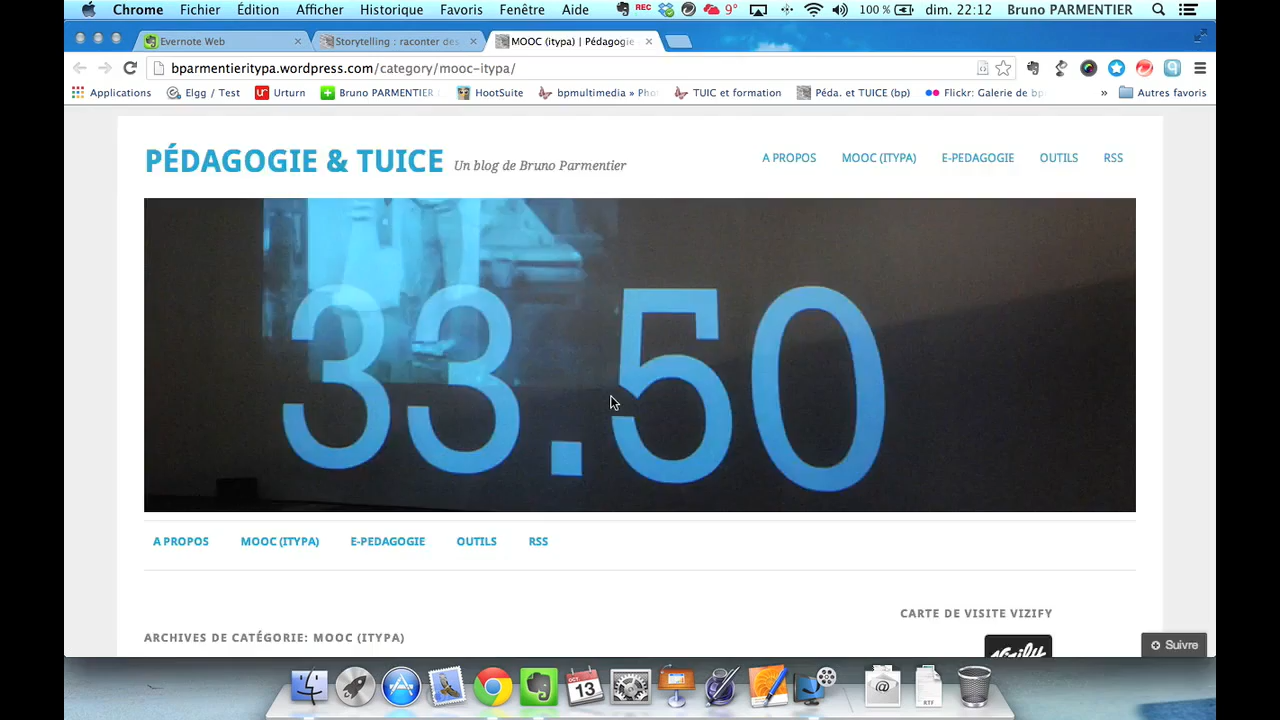 Chrome Fichier Édition Afficher Historique Favoris Fenêtre Aide REC 9° 100 % dim. 22:12 Bruno PARMENTIER
Evernote Web Storytelling : raconter des MOOC (itypa) | Pédagogie
bparmentieritypa.wordpress.com/category/mooc-itypa/
Applications Elgg / Test Urturn Bruno PARMENTIER HootSuite bpmultimedia » Pho TUIC et formation Péda. et TUICE (bp) Flickr: Galerie de bp » Autres favoris
PÉDAGOGIE & TUICE Un blog de Bruno Parmentier A PROPOS MOOC (ITYPA) E-PEDAGOGIE OUTILS RSS
33.50
A PROPOS MOOC (ITYPA) E-PEDAGOGIE OUTILS RSS
CARTE DE VISITE VIZIFY
ARCHIVES DE CATÉGORIE: MOOC (ITYPA)
Suivre
OCT
13
RTF